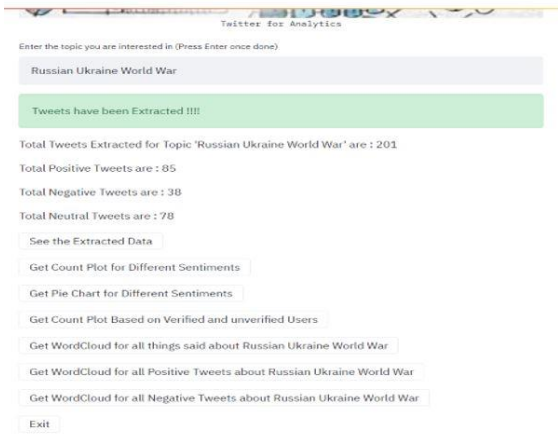 Twitter for Analytics
Enter the topic you are interested in (Press Enter once done)
Russian Ukraine World War
Tweets have been Extracted !!!!
Total Tweets Extracted for Topic 'Russian Ukraine World War' are : 201
Total Positive Tweets are : 85
Total Negative Tweets are : 38
Total Neutral Tweets are : 78
See the Extracted Data
Get Count Plot for Different Sentiments
Get Pie Chart for Different Sentiments
Get Count Plot Based on Verified and unverified Users
Get WordCloud for all things said about Russian Ukraine World War
Get WordCloud for all Positive Tweets about Russian Ukraine World War
Get WordCloud for all Negative Tweets about Russian Ukraine World War
Exit